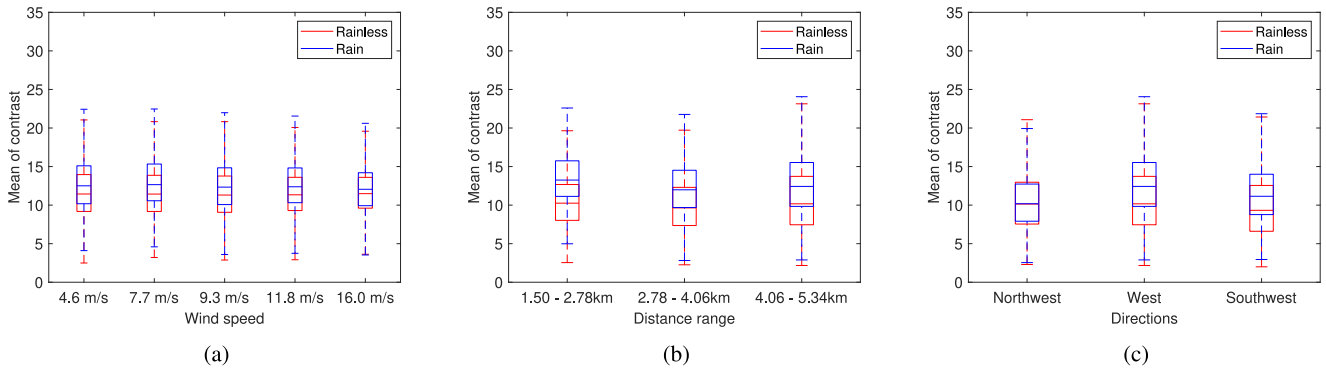 35
30
25
20
15
10
5
0
Mean of contrast
Rainless
Rain
4.6 m/s 7.7 m/s 9.3 m/s 11.8 m/s 16.0 m/s
Wind speed
(a)
35
30
25
20
15
10
5
0
Mean of contrast
Rainless
Rain
1.50 - 2.78km 2.78 - 4.06km 4.06 - 5.34km
Distance range
(b)
35
30
25
20
15
10
5
0
Mean of contrast
Rainless
Rain
Northwest West Southwest
Directions
(c)